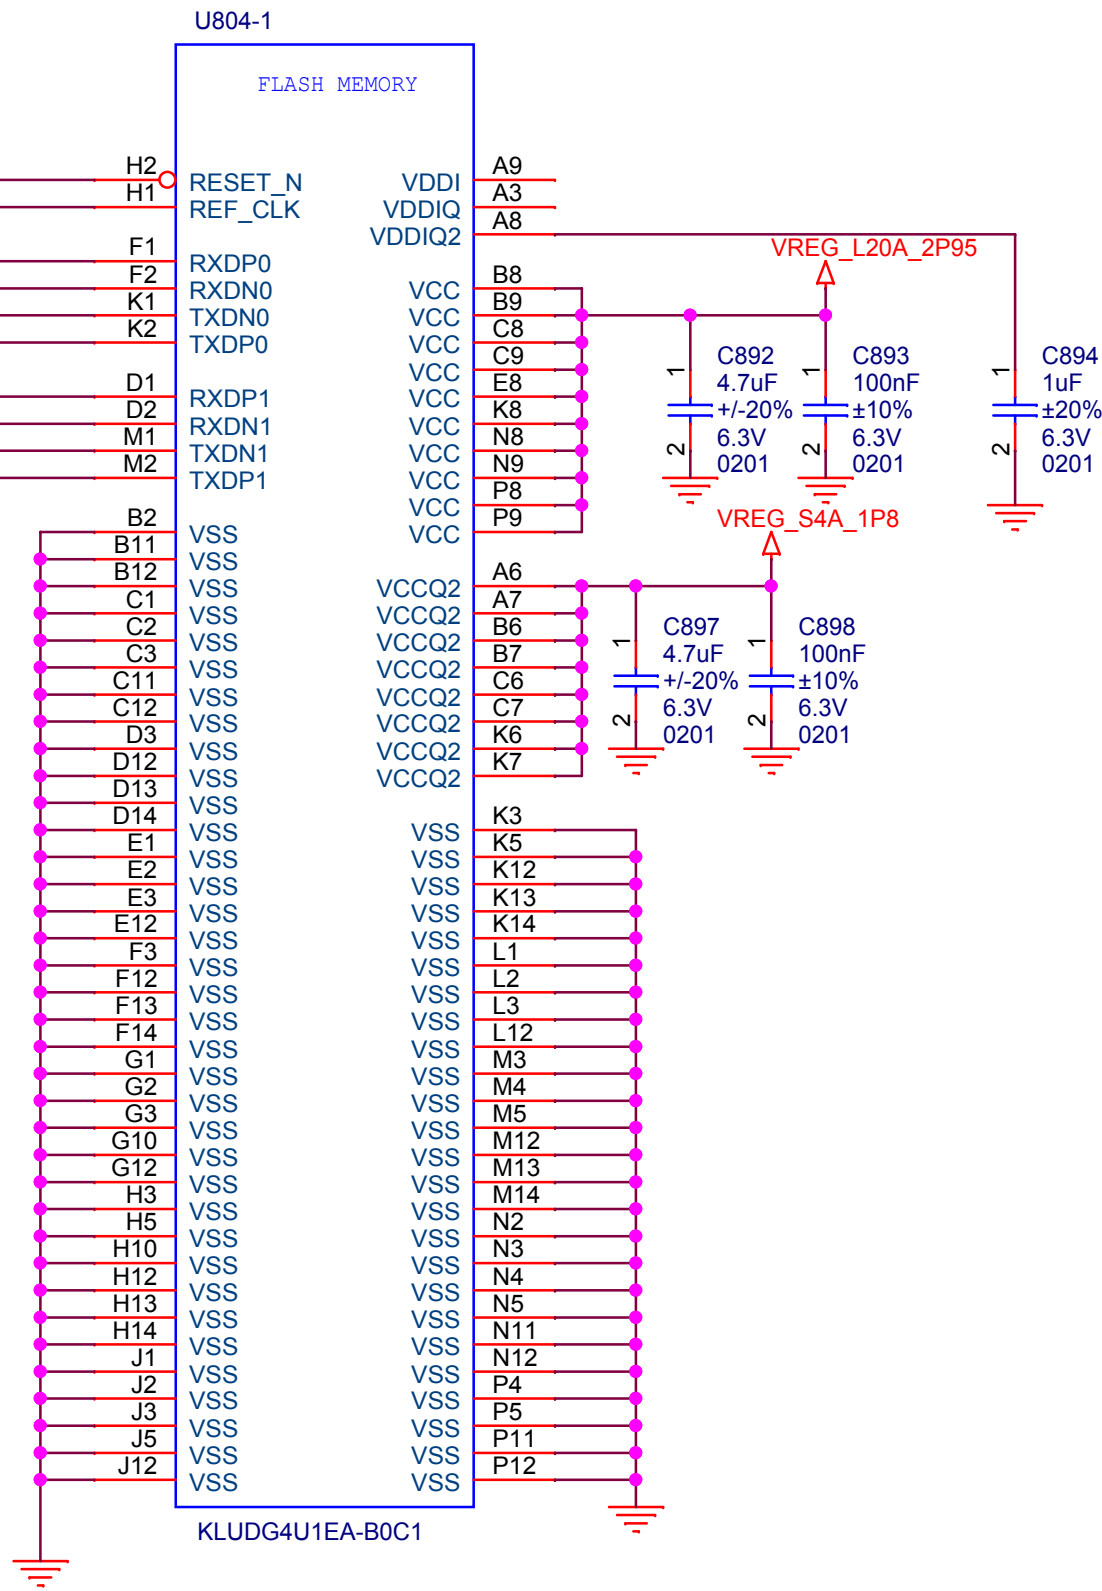 U804-1
FLASH MEMORY
H2 RESET_N
H1 REF_CLK
F1 RXDP0
F2 RXDN0
K1 TXDN0
K2 TXDP0
D1 RXDP1
D2 RXDN1
M1 TXDN1
M2 TXDP1
B2 VSS
B11 VSS
B12 VSS
C1 VSS
C2 VSS
C3 VSS
C11 VSS
C12 VSS
D3 VSS
D12 VSS
D13 VSS
D14 VSS
E1 VSS
E2 VSS
E3 VSS
E12 VSS
F3 VSS
F12 VSS
F13 VSS
F14 VSS
G1 VSS
G2 VSS
G3 VSS
G10 VSS
G12 VSS
H3 VSS
H5 VSS
H10 VSS
H12 VSS
H13 VSS
H14 VSS
J1 VSS
J2 VSS
J3 VSS
J5 VSS
J12 VSS
VDDI A9
VDDIQ A3
VDDIQ2 A8
VCC B8
VCC B9
VCC C8
VCC C9
VCC E8
VCC K8
VCC N8
VCC N9
VCC P8
VCC P9
VCCQ2 A6
VCCQ2 A7
VCCQ2 B6
VCCQ2 B7
VCCQ2 C6
VCCQ2 C7
VCCQ2 K6
VCCQ2 K7
VSS K3
VSS K5
VSS K12
VSS K13
VSS K14
VSS L1
VSS L2
VSS L3
VSS L12
VSS M3
VSS M4
VSS M5
VSS M12
VSS M13
VSS M14
VSS N2
VSS N3
VSS N4
VSS N5
VSS N11
VSS N12
VSS P4
VSS P5
VSS P11
VSS P12
VREG_L20A_2P95
1
2
C892
4.7uF
+/-20%
6.3V
0201
1
2
C893
100nF
±10%
6.3V
0201
1
2
C894
1uF
±20%
6.3V
0201
VREG_S4A_1P8
1
2
C897
4.7uF
+/-20%
6.3V
0201
1
2
C898
100nF
±10%
6.3V
0201
KLUDG4U1EA-B0C1